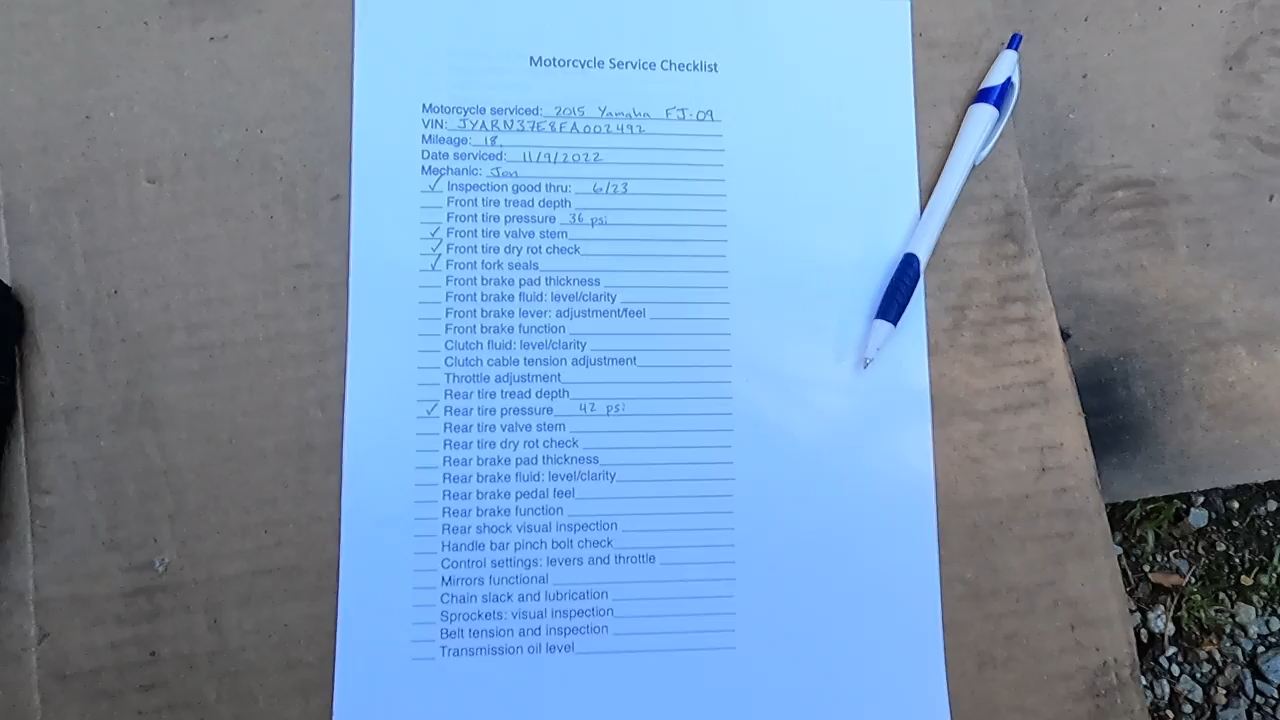 Motorcycle Service Checklist
Motorcycle serviced: 2015 Yamaha FJ-09
VIN: JYARN37E8FA002492
Mileage: 18,
Date serviced: 11/9/2022
Mechanic: Jon
✓ Inspection good thru: 6/23
Front tire tread depth
Front tire pressure 36 psi
✓ Front tire valve stem
✓ Front tire dry rot check
✓ Front fork seals
Front brake pad thickness
Front brake fluid: level/clarity
Front brake lever: adjustment/feel
Front brake function
Clutch fluid: level/clarity
Clutch cable tension adjustment
Throttle adjustment
Rear tire tread depth
✓ Rear tire pressure 42 psi
Rear tire valve stem
Rear tire dry rot check
Rear brake pad thickness
Rear brake fluid: level/clarity
Rear brake pedal feel
Rear brake function
Rear shock visual inspection
Handle bar pinch bolt check
Control settings: levers and throttle
Mirrors functional
Chain slack and lubrication
Sprockets: visual inspection
Belt tension and inspection
Transmission oil level